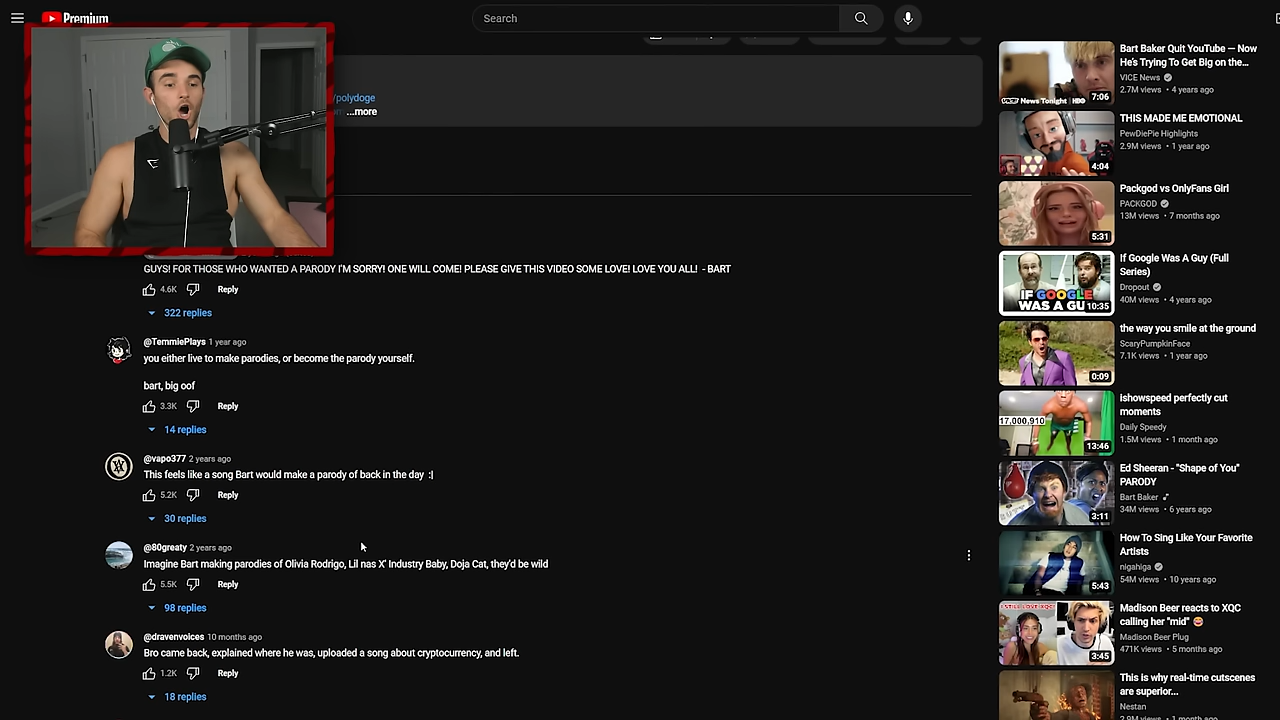 Premium
Search
/polydoge
...more
GUYS! FOR THOSE WHO WANTED A PARODY I'M SORRY! ONE WILL COME! PLEASE GIVE THIS VIDEO SOME LOVE! LOVE YOU ALL! - BART
4.6K Reply
322 replies
@TemmiePlays 1 year ago
you either live to make parodies, or become the parody yourself.
bart, big oof
3.3K Reply
14 replies
@vapo377 2 years ago
This feels like a song Bart would make a parody of back in the day :|
5.2K Reply
30 replies
@80greaty 2 years ago
Imagine Bart making parodies of Olivia Rodrigo, Lil nas X' Industry Baby, Doja Cat, they'd be wild
5.5K Reply
98 replies
@dravenvoices 10 months ago
Bro came back, explained where he was, uploaded a song about cryptocurrency, and left.
1.2K Reply
18 replies
Bart Baker Quit YouTube — Now
He's Trying To Get Big on the...
VICE News
2.7M views • 4 years ago
VICE News Tonight | HBO
7:06
THIS MADE ME EMOTIONAL
PewDiePie Highlights
2.9M views • 1 year ago
4:04
Packgod vs OnlyFans Girl
PACKGOD
13M views • 7 months ago
5:31
If Google Was A Guy (Full
Series)
Dropout
40M views • 4 years ago
IF GOOGLE
WAS A GU
10:35
the way you smile at the ground
ScaryPumpkinFace
7.1K views • 1 year ago
0:09
ishowspeed perfectly cut
moments
Daily Speedy
1.5M views • 1 month ago
17,000,910
13:46
Ed Sheeran - "Shape of You"
PARODY
Bart Baker
34M views • 6 years ago
3:11
How To Sing Like Your Favorite
Artists
nigahiga
54M views • 10 years ago
5:43
Madison Beer reacts to XQC
calling her "mid" 😂
Madison Beer Plug
471K views • 5 months ago
I STILL LOVE XQC!
3:45
This is why real-time cutscenes
are superior...
Nestan
2.9M views • 1 month ago